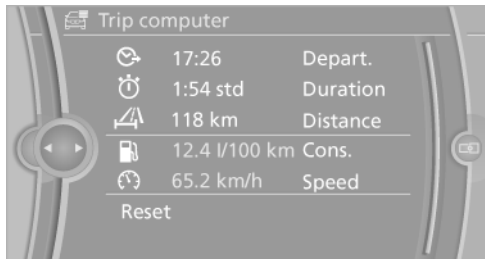 Trip computer
17:26 Depart.
1:54 std Duration
118 km Distance
12.4 l/100 km Cons.
65.2 km/h Speed
Reset